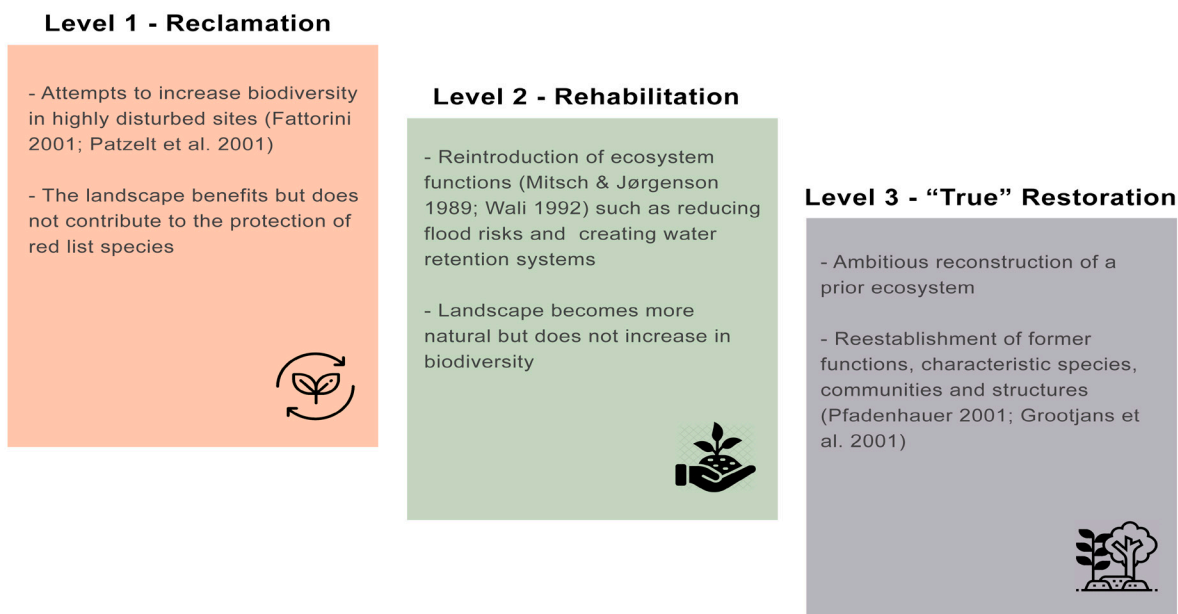 Level 1 - Reclamation
- Attempts to increase biodiversity
in highly disturbed sites (Fattorini
2001; Patzelt et al. 2001)
- The landscape benefits but does
not contribute to the protection of
red list species
Level 2 - Rehabilitation
- Reintroduction of ecosystem
functions (Mitsch & Jørgenson
1989; Wali 1992) such as reducing
flood risks and creating water
retention systems
- Landscape becomes more
natural but does not increase in
biodiversity
Level 3 - “True” Restoration
- Ambitious reconstruction of a
prior ecosystem
- Reestablishment of former
functions, characteristic species,
communities and structures
(Pfadenhauer 2001; Grootjans et
al. 2001)